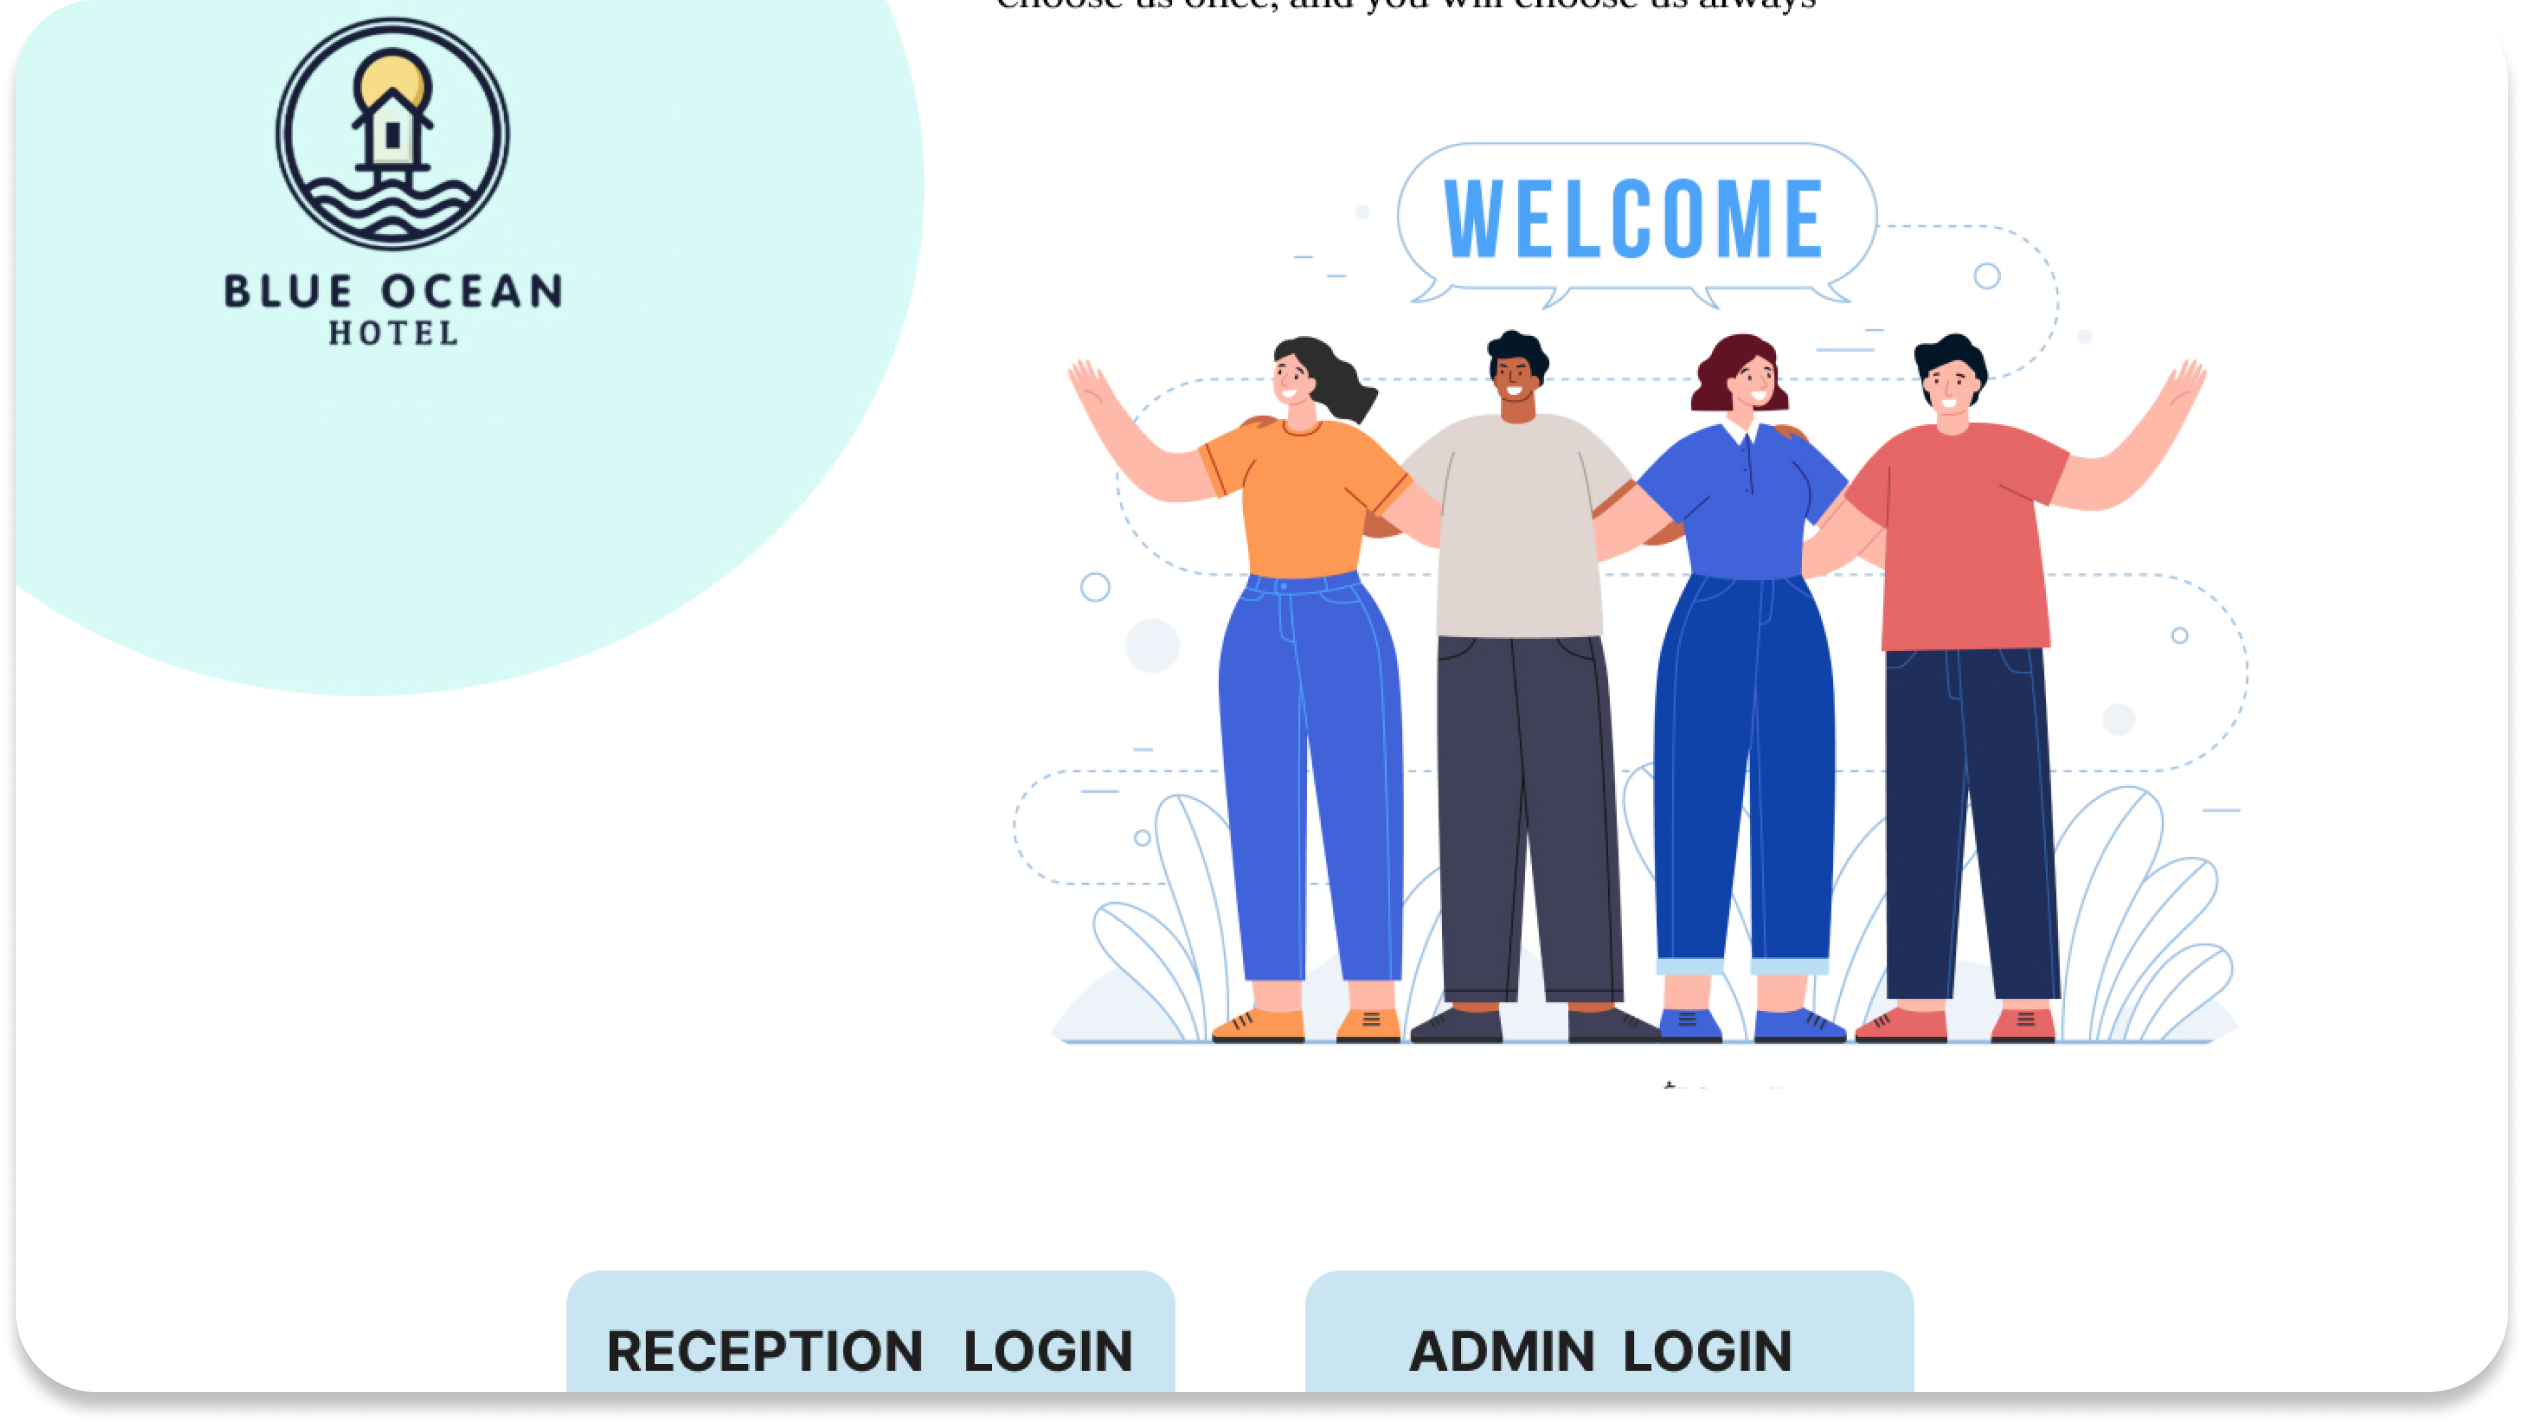 Choose us once, and you will choose us always
BLUE OCEAN
HOTEL
WELCOME
RECEPTION LOGIN
ADMIN LOGIN